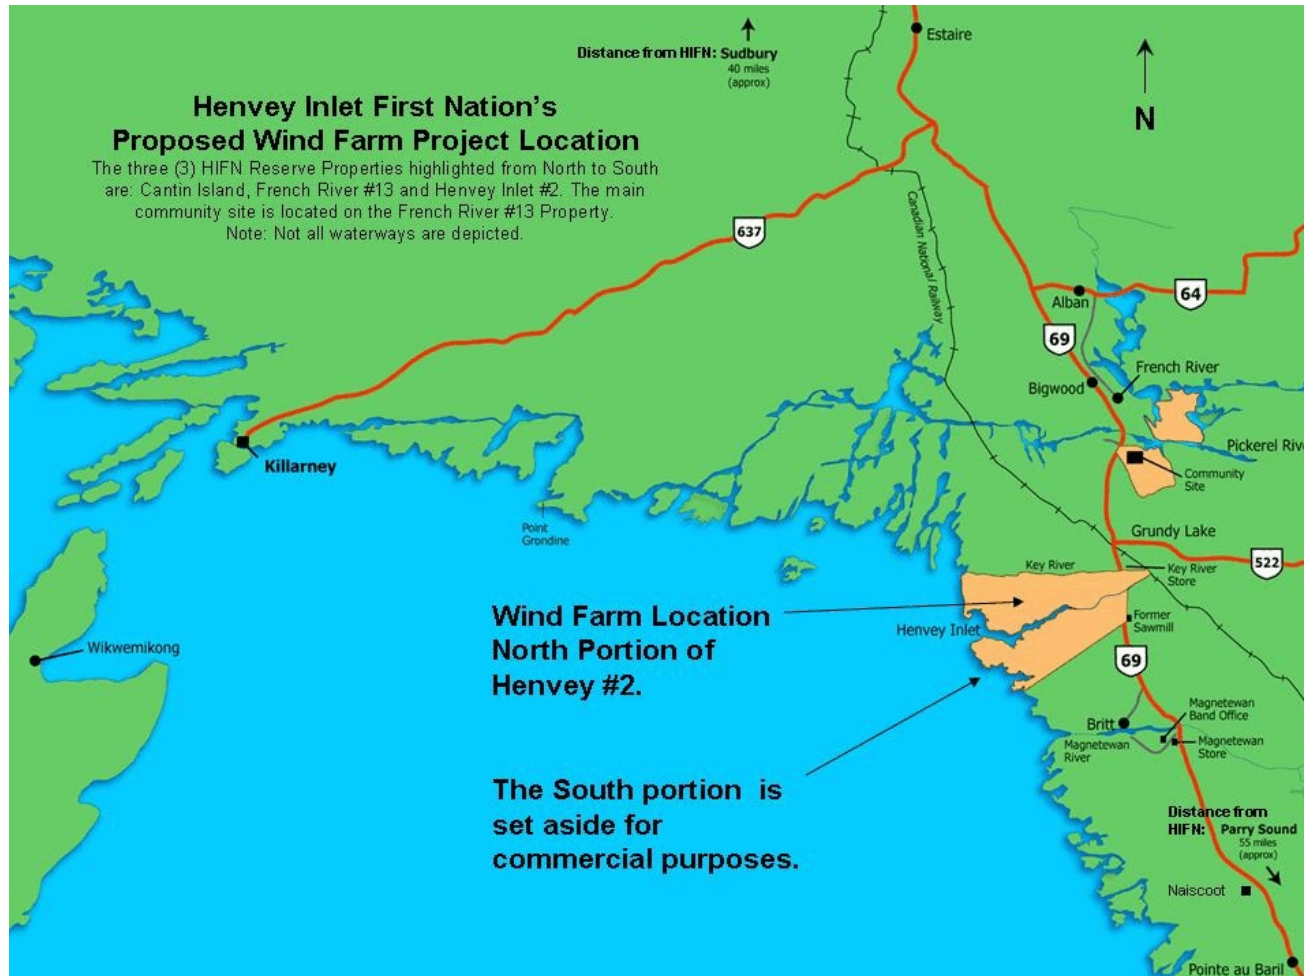 Estaire
Distance from HIFN: Sudbury
40 miles
(approx)
N
Henvey Inlet First Nation's
Proposed Wind Farm Project Location
The three (3) HIFN Reserve Properties highlighted from North to South
are: Cantin Island, French River #13 and Henvey Inlet #2. The main
community site is located on the French River #13 Property.
Note: Not all waterways are depicted.
637
Canadian National Railway
64
Alban
69
French River
Bigwood
Pickerel Rive
Killarney
Community
Site
Point
Grondine
Grundy Lake
522
Key River
Key River
Store
Wind Farm Location
North Portion of
Henvey #2.
Henvey Inlet
Former
Sawmill
Wikwemikong
69
Magnetewan
Band Office
Britt
Magnetewan
River
Magnetewan
Store
The South portion is
set aside for
commercial purposes.
Distance from
HIFN: Parry Sound
55 miles
(approx)
Naiscoot
Pointe au Baril